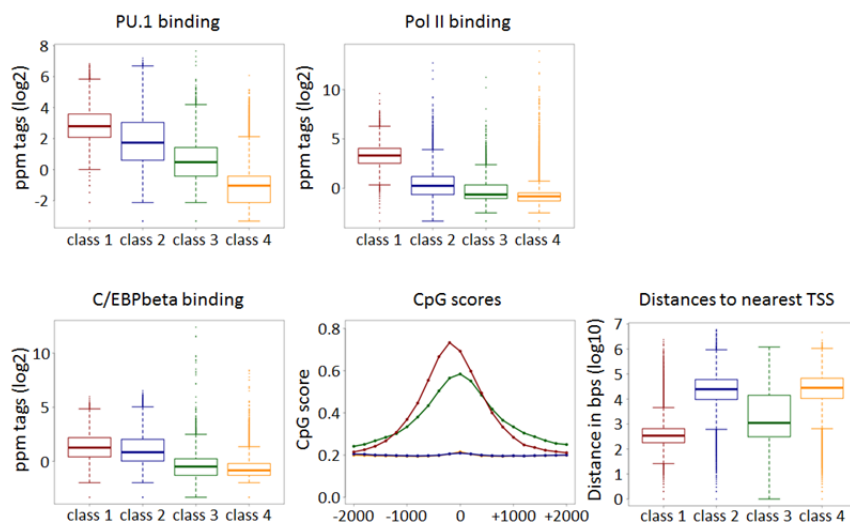 PU.1 binding
Pol II binding
ppm tags (log2)
8
6
4
2
0
-2
class 1 class 2 class 3 class 4
ppm tags (log2)
10
5
0
class 1 class 2 class 3 class 4
C/EBPbeta binding
CpG scores
Distances to nearest TSS
ppm tags (log2)
10
5
0
class 1 class 2 class 3 class 4
CpG score
0.8
0.6
0.4
0.2
0.0
-2000 -1000 0 +1000 +2000
Distance in bps (log10)
7
6
5
4
3
2
1
0
class 1 class 2 class 3 class 4